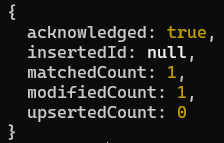 {
  acknowledged: true,
  insertedId: null,
  matchedCount: 1,
  modifiedCount: 1,
  upsertedCount: 0
}